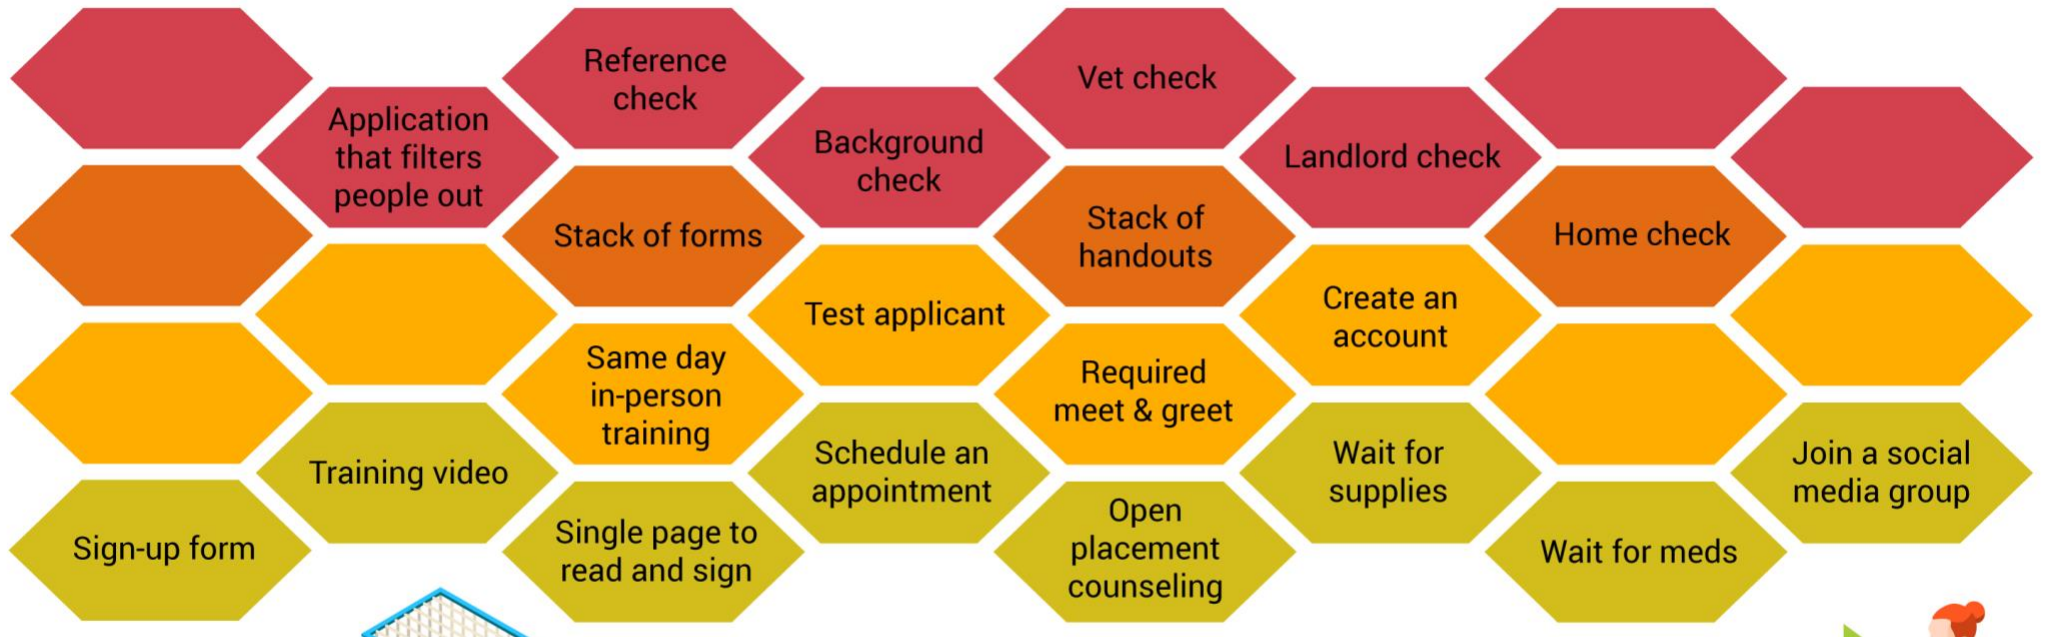 Reference
check
Vet check
Application
that filters
people out
Background
check
Landlord check
Stack of forms
Stack of
handouts
Home check
Test applicant
Create an
account
Same day
in-person
training
Required
meet & greet
Training video
Schedule an
appointment
Wait for
supplies
Join a social
media group
Sign-up form
Single page to
read and sign
Open
placement
counseling
Wait for meds